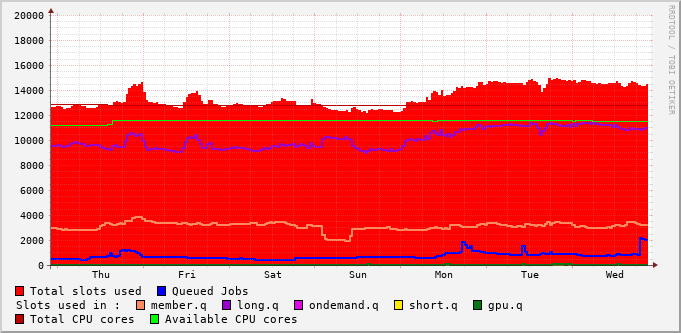 20000
18000
16000
14000
12000
10000
8000
6000
4000
2000
0
Thu Fri Sat Sun Mon Tue Wed
RRDTOOL / TOBI OETIKER
Total slots used Queued Jobs
Slots used in : member.q long.q ondemand.q short.q gpu.q
Total CPU cores Available CPU cores